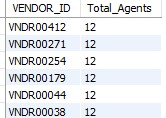 VENDOR_ID Total_Agents
VNDR00412 12
VNDR00271 12
VNDR00254 12
VNDR00179 12
VNDR00044 12
VNDR00038 12